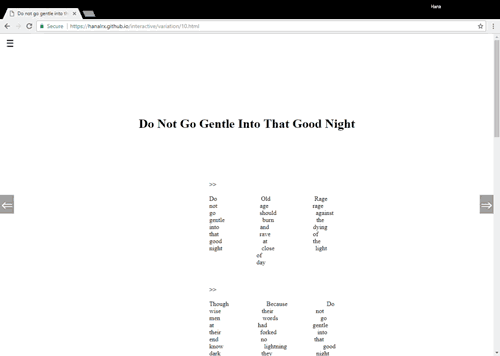 Hana
Do not go gentle into th
Secure | https://hanalrx.github.io/interactive/variation/10.html
Do Not Go Gentle Into That Good Night
>>
Do Old Rage
not age rage
go should against
gentle burn the
into and dying
that rave of
good at the
night close light
of
day
>>
Though Because Do
wise their not
men words go
at had gentle
their forked into
end no that
know lightning good
dark they night